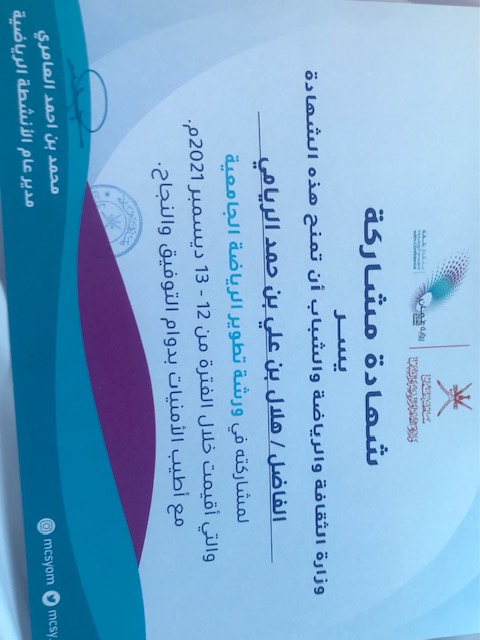 شهادة مشاركة
يسر
وزارة الثقافة والرياضة والشباب أن تمنح هذه الشهادة
الفاضل / هلال بن علي بن حمد الريامي
لمشاركته في ورشة تطوير الرياضة الجامعية
والتي أقيمت خلال الفترة من 12 - 13 ديسمبر 2021م.
مع أطيب الأمنيات بدوام التوفيق والنجاح.
محمد بن احمد العامري
مدير عام الأنشطة الرياضية
mcsyom mcsy